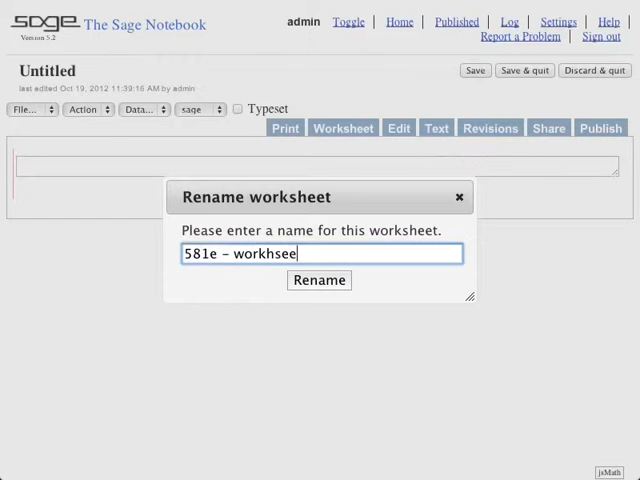 sage The Sage Notebook
Version 5.2
admin Toggle Home Published Log Settings Help
Report a Problem Sign out
Untitled
Save Save & quit Discard & quit
last edited Oct 19, 2012 11:39:16 AM by admin
File... Action Data... sage Typeset
Print Worksheet Edit Text Revisions Share Publish
Rename worksheet
Please enter a name for this worksheet.
581e - workhsee
Rename
jsMath